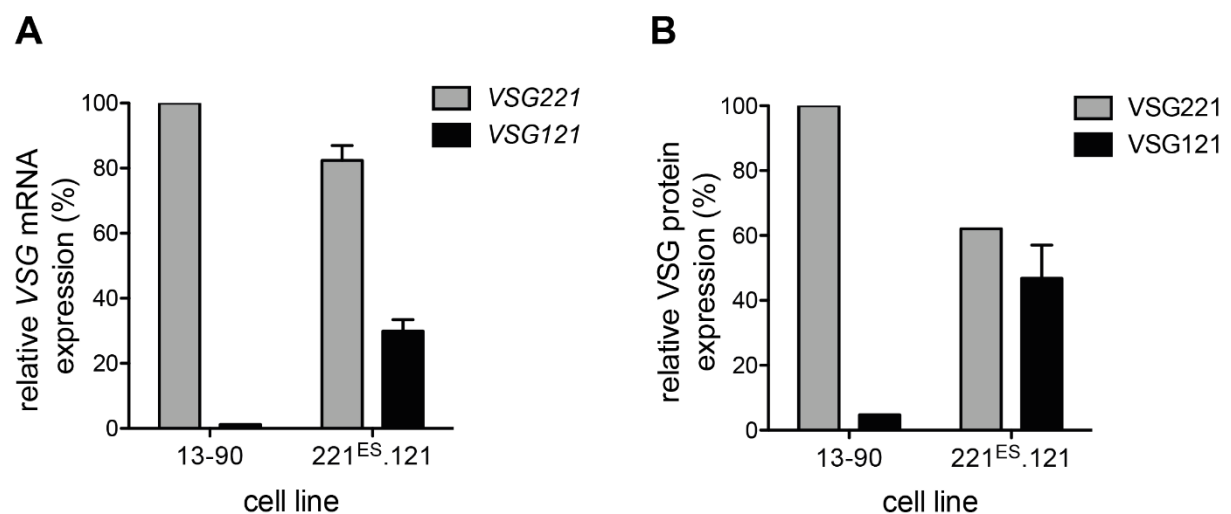 A
relative VSG mRNA
expression (%)
100
80
60
40
20
0
VSG221
VSG121
13-90
221ᴱˢ.121
cell line
B
relative VSG protein
expression (%)
100
80
60
40
20
0
VSG221
VSG121
13-90
221ᴱˢ.121
cell line